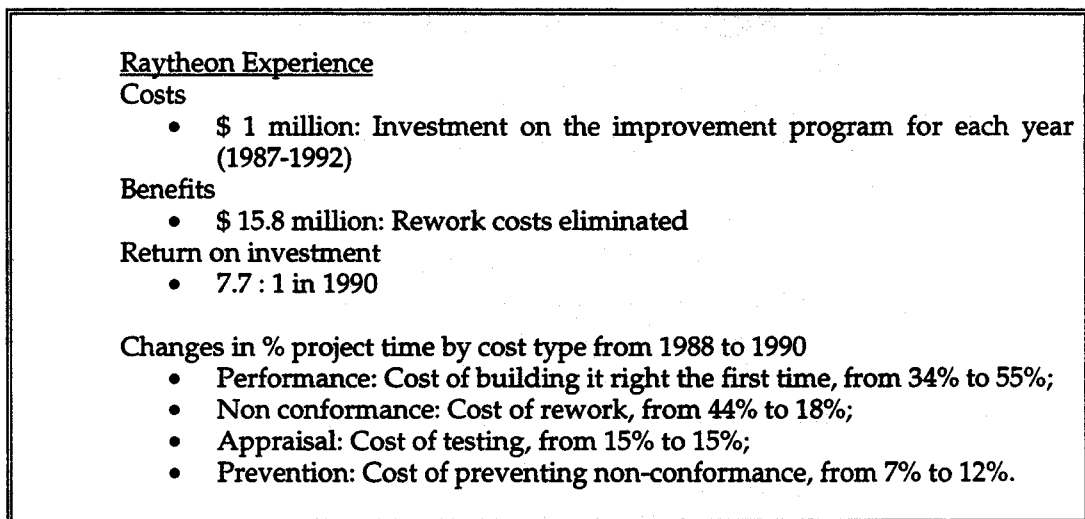 Raytheon Experience
Costs
• $ 1 million: Investment on the improvement program for each year
(1987-1992)
Benefits
• $ 15.8 million: Rework costs eliminated
Return on investment
• 7.7 : 1 in 1990
Changes in % project time by cost type from 1988 to 1990
• Performance: Cost of building it right the first time, from 34% to 55%;
• Non conformance: Cost of rework, from 44% to 18%;
• Appraisal: Cost of testing, from 15% to 15%;
• Prevention: Cost of preventing non-conformance, from 7% to 12%.